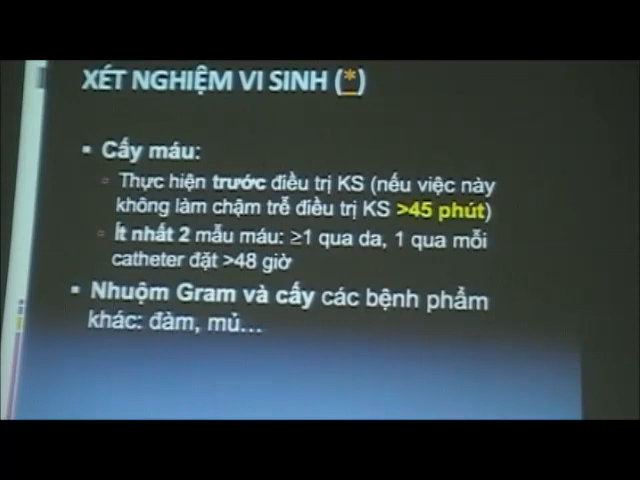 XÉT NGHIỆM VI SINH (*)
▪ Cấy máu:
▫ Thực hiện trước điều trị KS (nếu việc này
không làm chậm trễ điều trị KS >45 phút)
▫ Ít nhất 2 mẫu máu: ≥1 qua da, 1 qua mỗi
catheter đặt >48 giờ
▪ Nhuộm Gram và cấy các bệnh phẩm
khác: đàm, mủ...